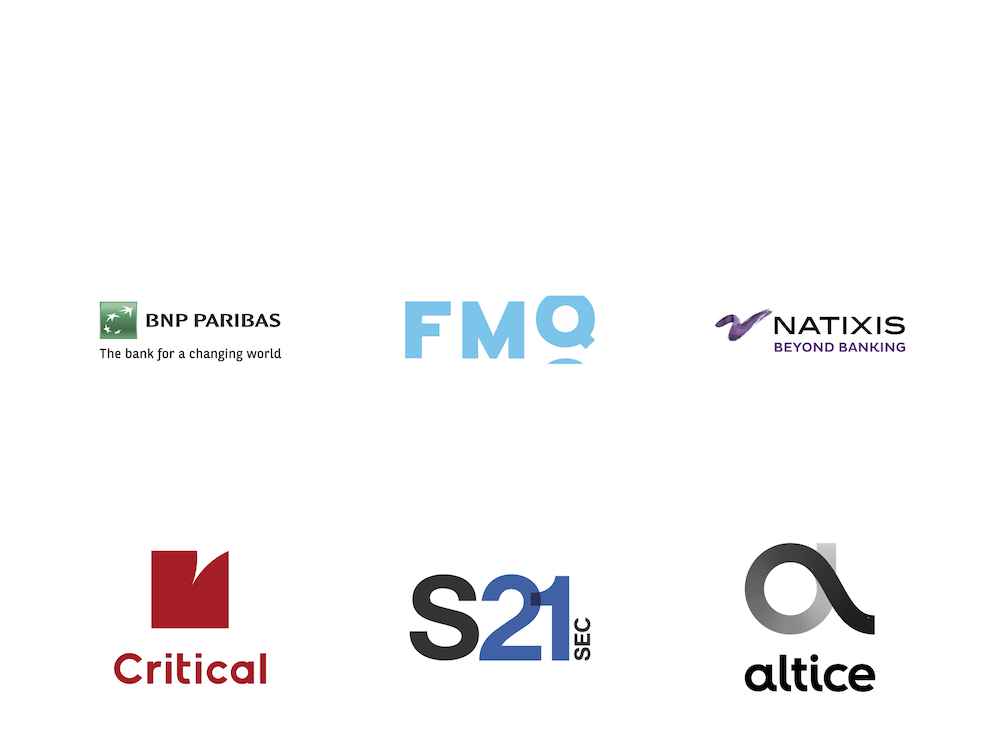 BNP PARIBAS
The bank for a changing world
FMQ
NATIXIS
BEYOND BANKING
Critical
S21
SEC
altice